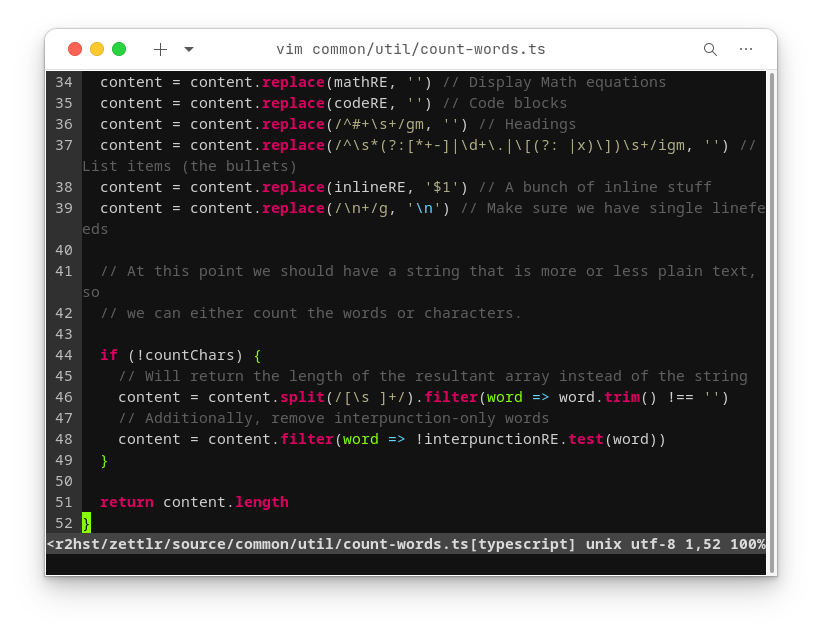 vim common/util/count-words.ts
34   content = content.replace(mathRE, '') // Display Math equations
35   content = content.replace(codeRE, '') // Code blocks
36   content = content.replace(/^#+\s+/gm, '') // Headings
37   content = content.replace(/^\s*(?:[*+-]|\d+\.|\[(?: |x)\])\s+/igm, '') //
List items (the bullets)
38   content = content.replace(inlineRE, '$1') // A bunch of inline stuff
39   content = content.replace(/\n+/g, '\n') // Make sure we have single linefe
eds
40
41   // At this point we should have a string that is more or less plain text,
so
42   // we can either count the words or characters.
43
44   if (!countChars) {
45     // Will return the length of the resultant array instead of the string
46     content = content.split(/[\s ]+/).filter(word => word.trim() !== '')
47     // Additionally, remove interpunction-only words
48     content = content.filter(word => !interpunctionRE.test(word))
49   }
50
51   return content.length
52 }
<r2hst/zettlr/source/common/util/count-words.ts[typescript] unix utf-8 1,52 100%